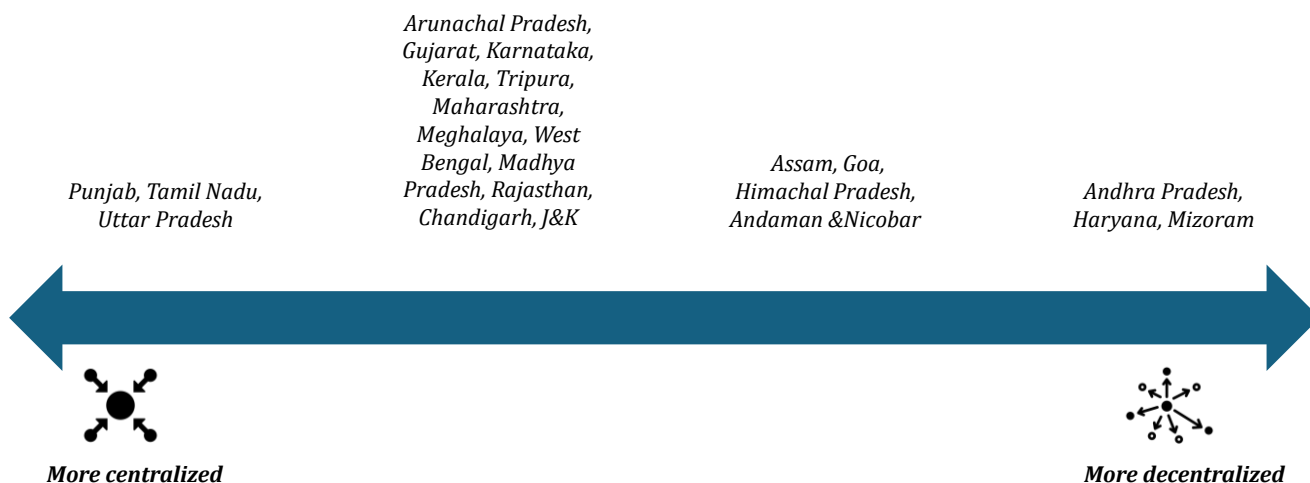 Punjab, Tamil Nadu,
Uttar Pradesh
Arunachal Pradesh,
Gujarat, Karnataka,
Kerala, Tripura,
Maharashtra,
Meghalaya, West
Bengal, Madhya
Pradesh, Rajasthan,
Chandigarh, J&K
Assam, Goa,
Himachal Pradesh,
Andaman &Nicobar
Andhra Pradesh,
Haryana, Mizoram
More centralized
More decentralized